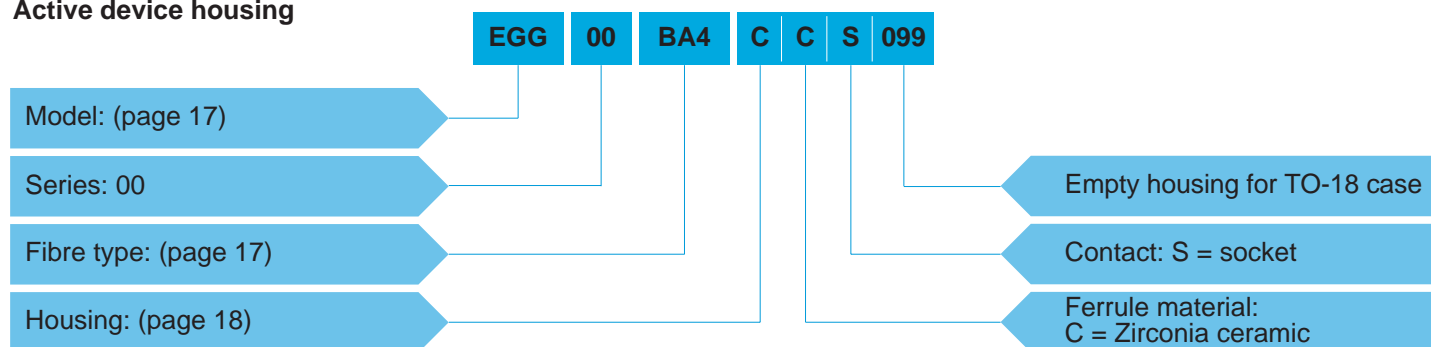 Active device housing
EGG 00 BA4 C C S 099
Model: (page 17)
Series: 00
Fibre type: (page 17)
Housing: (page 18)
Empty housing for TO-18 case
Contact: S = socket
Ferrule material:
C = Zirconia ceramic